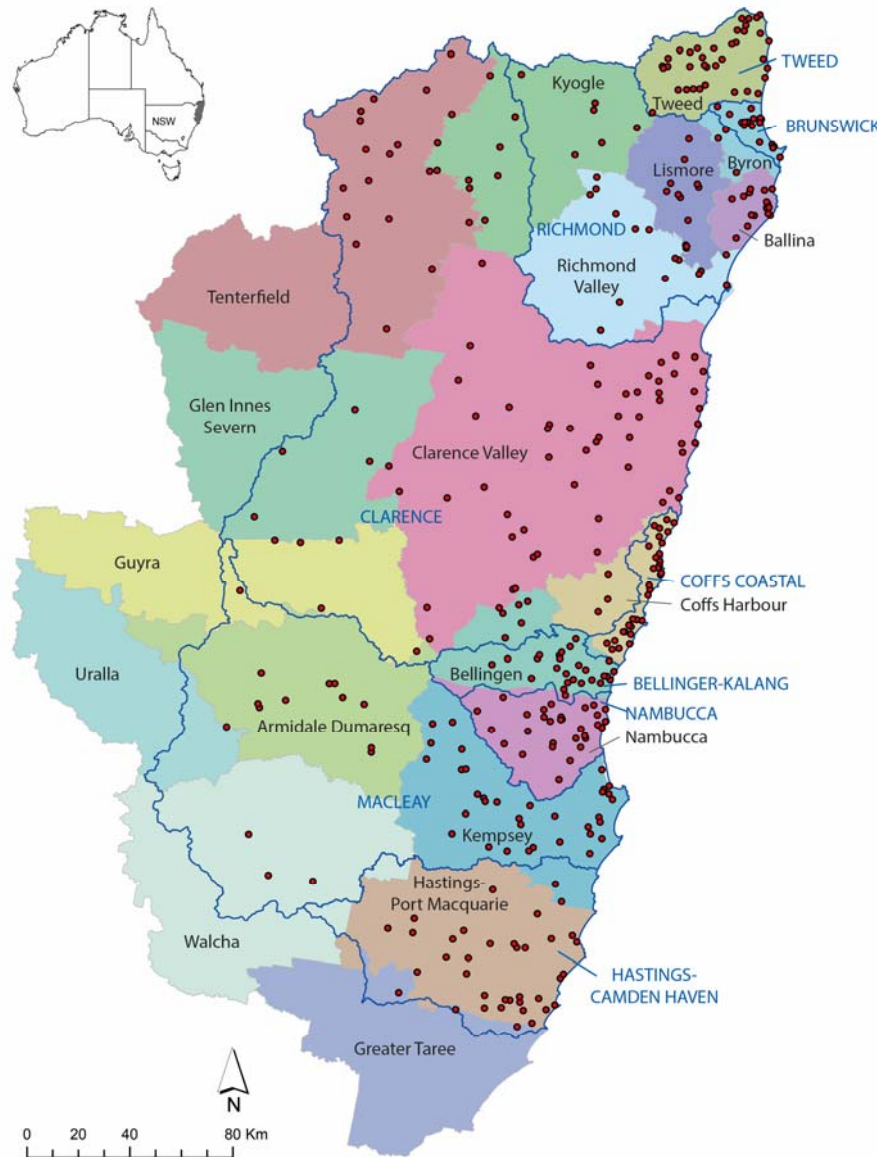 NSW
Kyogle
TWEED
Tweed
BRUNSWICK
Lismore
Byron
RICHMOND
Ballina
Richmond
Valley
Tenterfield
Glen Innes
Severn
Clarence Valley
CLARENCE
Guyra
COFFS COASTAL
Coffs Harbour
Uralla
Bellingen
BELLINGER-KALANG
NAMBUCCA
Armidale Dumaresq
Nambucca
MACLEAY
Kempsey
Hastings-
Port Macquarie
Walcha
HASTINGS-
CAMDEN HAVEN
Greater Taree
N
0 20 40 80 Km